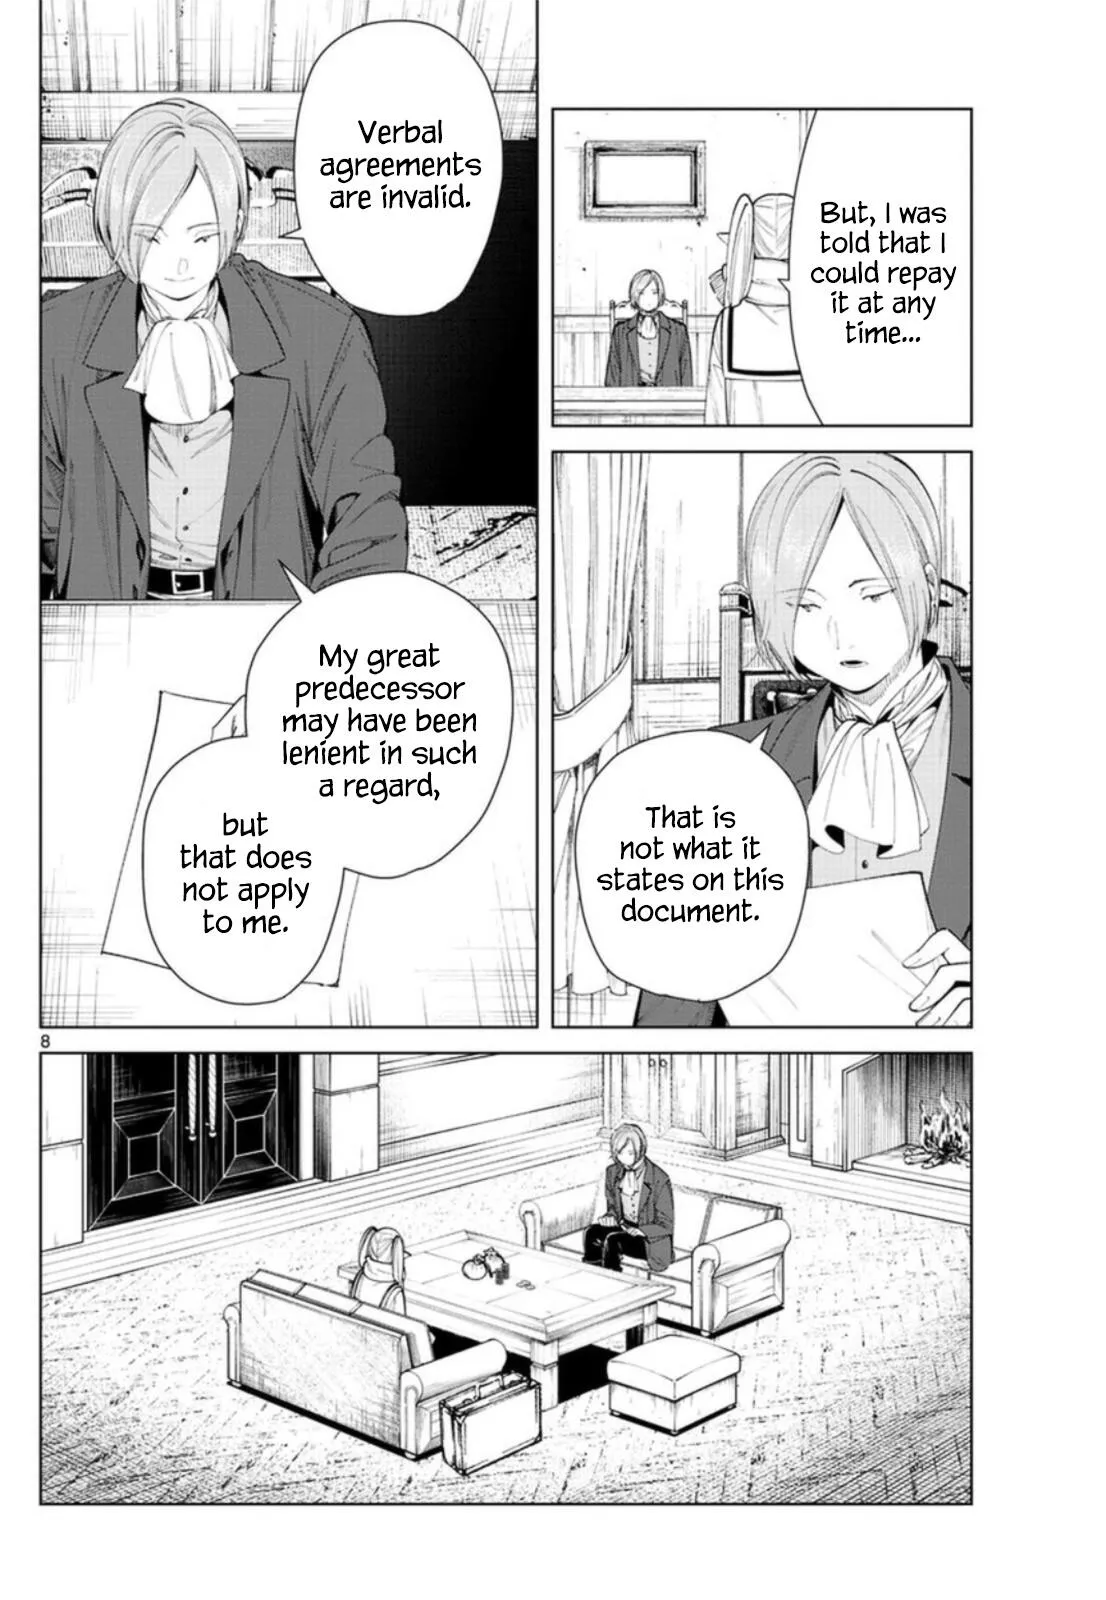 But, I was
told that I
could repay
it at any
time...
That is
not what it
states on this
document.
Verbal
agreements
are invalid.
My great
predecessor
may have been
lenient in such
a regard,
but
that does
not apply
to me.
8